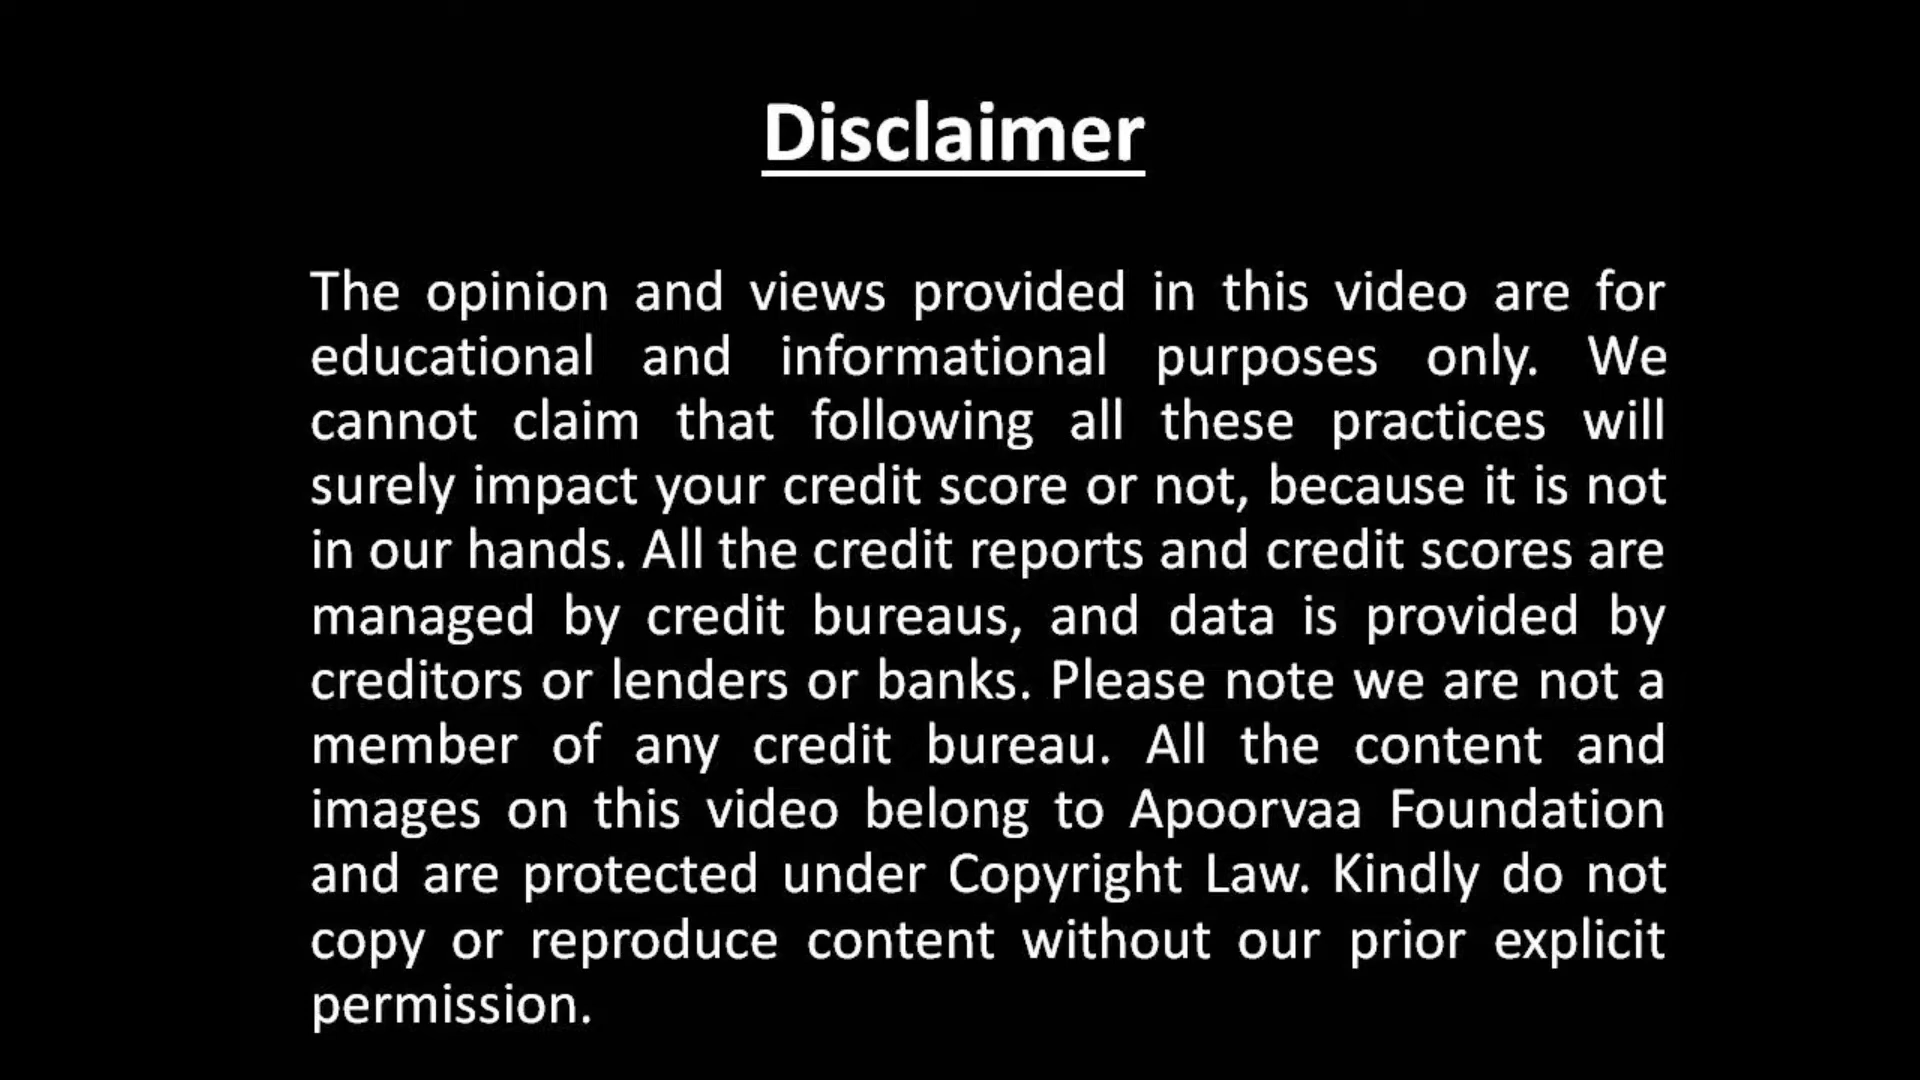 Disclaimer
The opinion and views provided in this video are for
educational and informational purposes only. We
cannot claim that following all these practices will
surely impact your credit score or not, because it is not
in our hands. All the credit reports and credit scores are
managed by credit bureaus, and data is provided by
creditors or lenders or banks. Please note we are not a
member of any credit bureau. All the content and
images on this video belong to Apoorvaa Foundation
and are protected under Copyright Law. Kindly do not
copy or reproduce content without our prior explicit
permission.